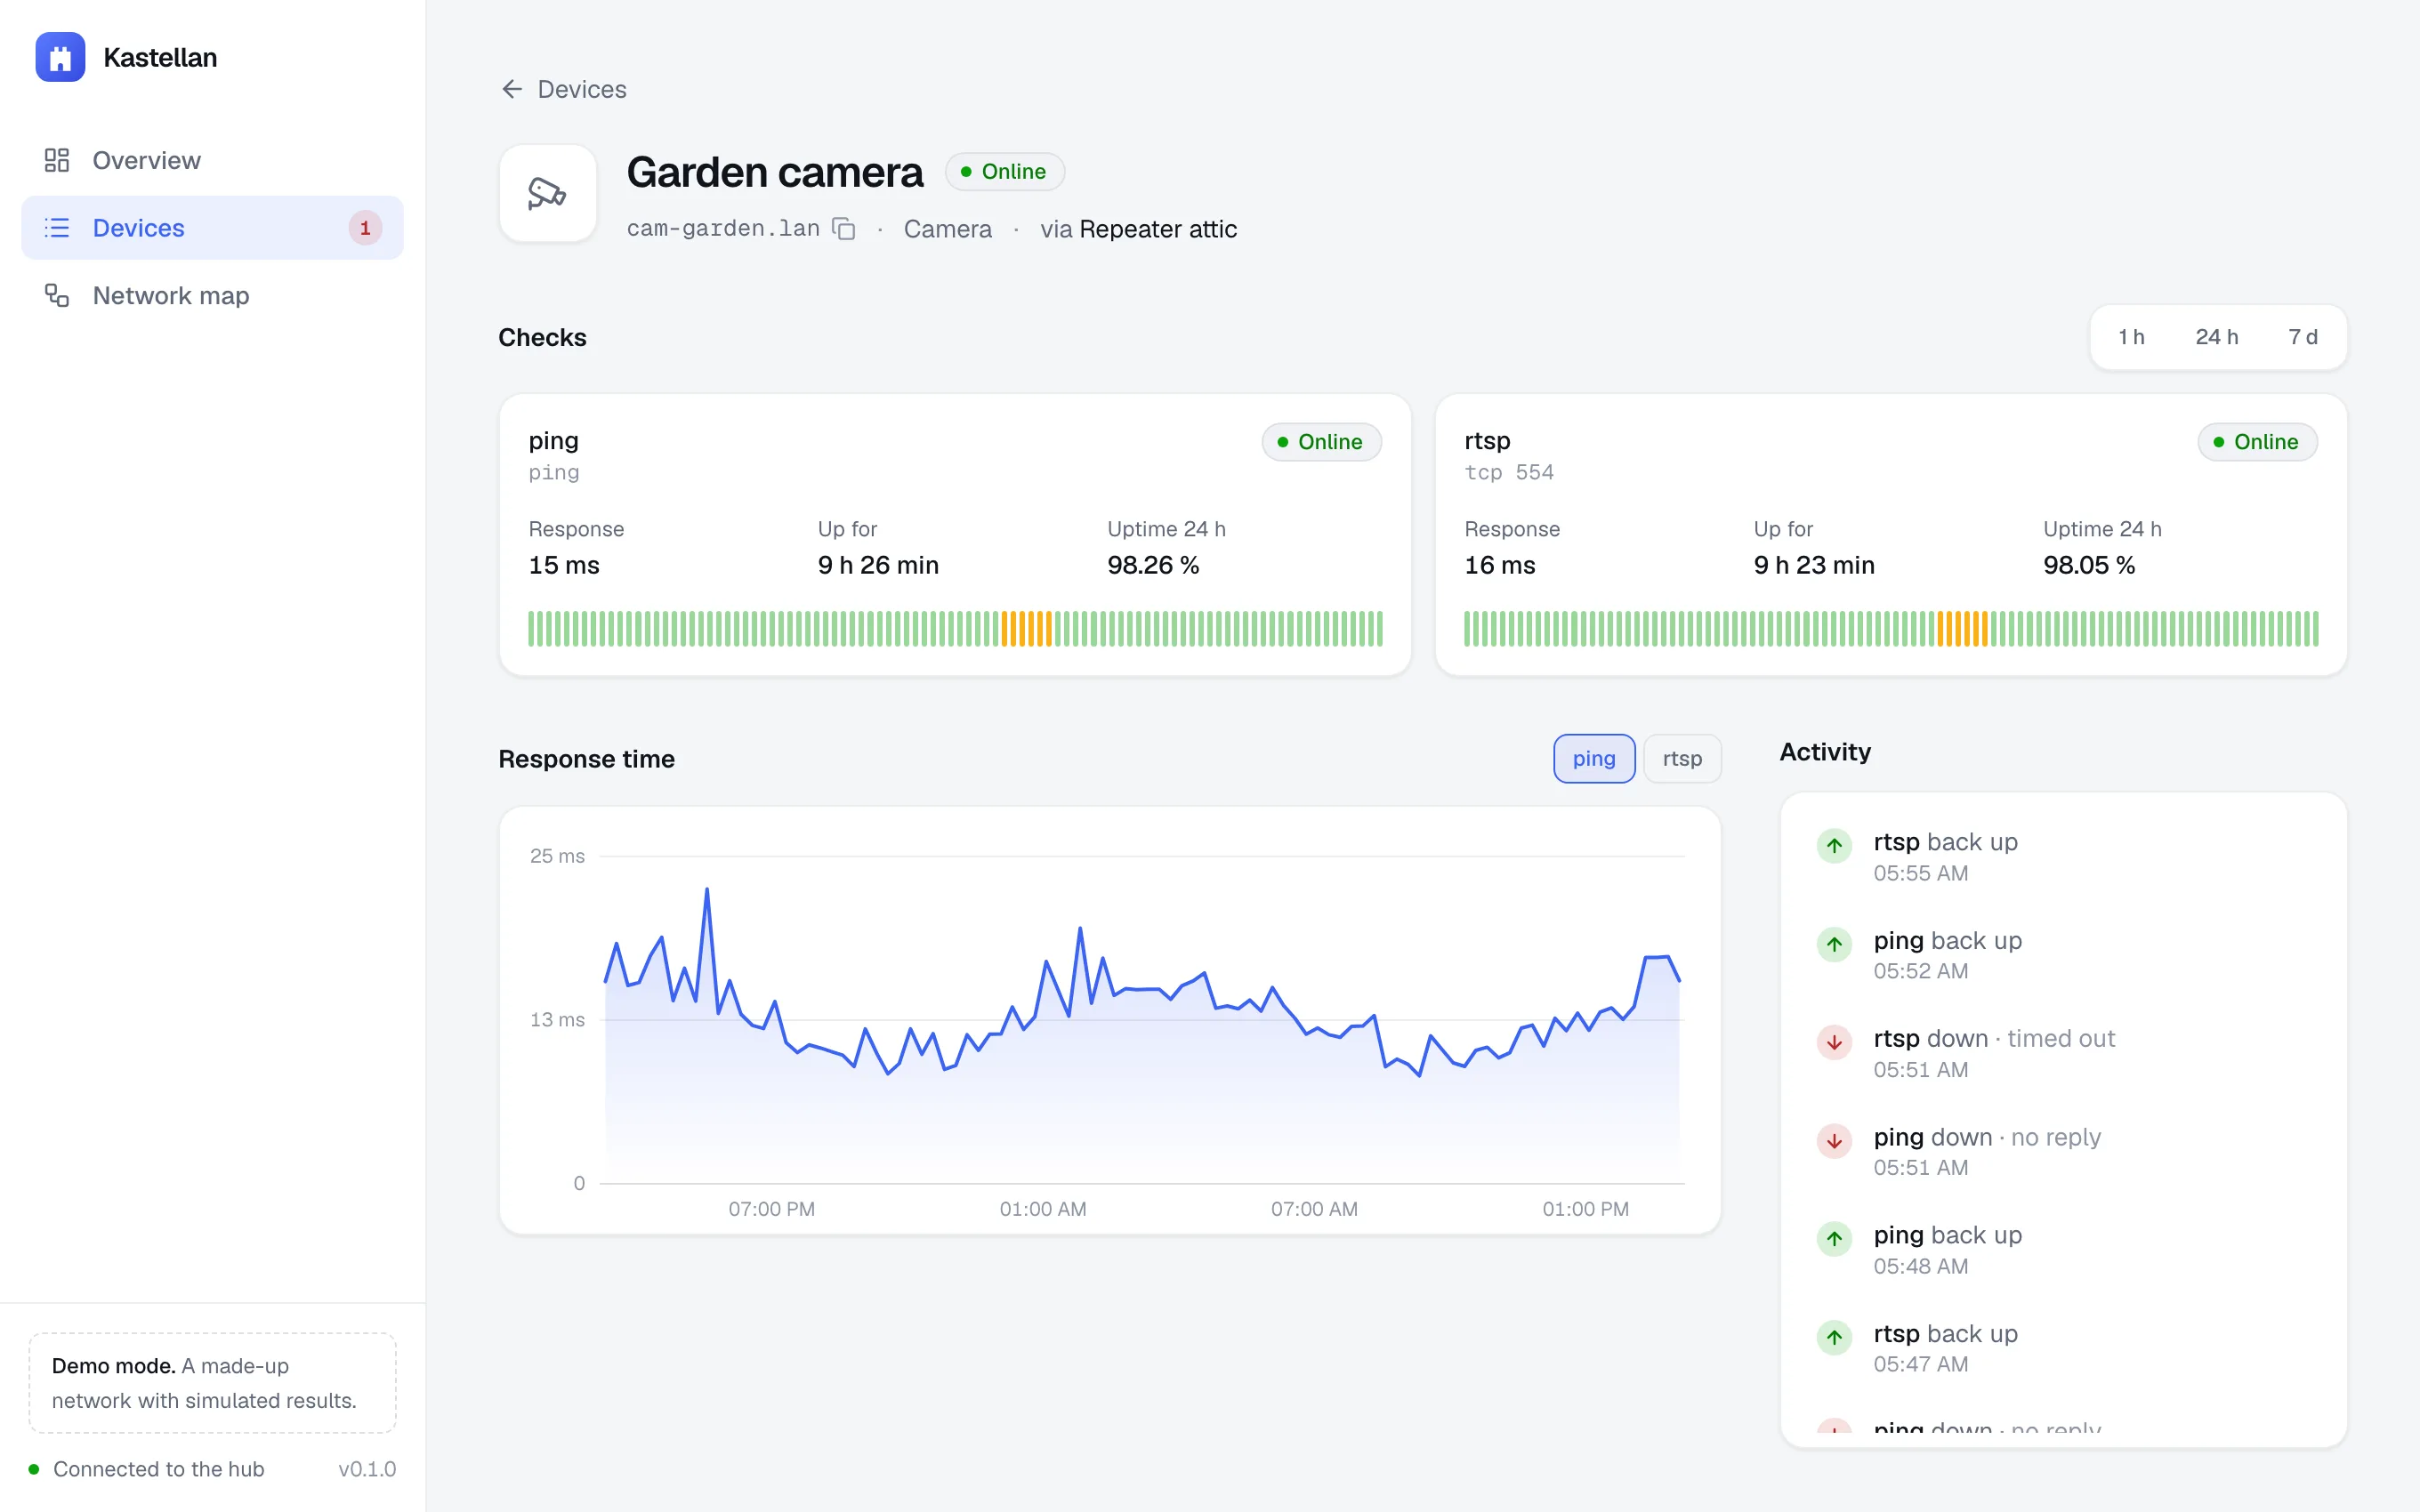 Kastellan
Overview
Devices 1
Network map
Demo mode. A made-up
network with simulated results.
Connected to the hub v0.1.0
Devices
Garden camera Online
cam-garden.lan · Camera · via Repeater attic
Checks
1 h 24 h 7 d
ping Online
ping
Response Up for Uptime 24 h
15 ms 9 h 26 min 98.26 %
rtsp Online
tcp 554
Response Up for Uptime 24 h
16 ms 9 h 23 min 98.05 %
Response time ping rtsp
25 ms
13 ms
0
07:00 PM 01:00 AM 07:00 AM 01:00 PM
Activity
rtsp back up
05:55 AM
ping back up
05:52 AM
rtsp down · timed out
05:51 AM
ping down · no reply
05:51 AM
ping back up
05:48 AM
rtsp back up
05:47 AM
ping down · no reply